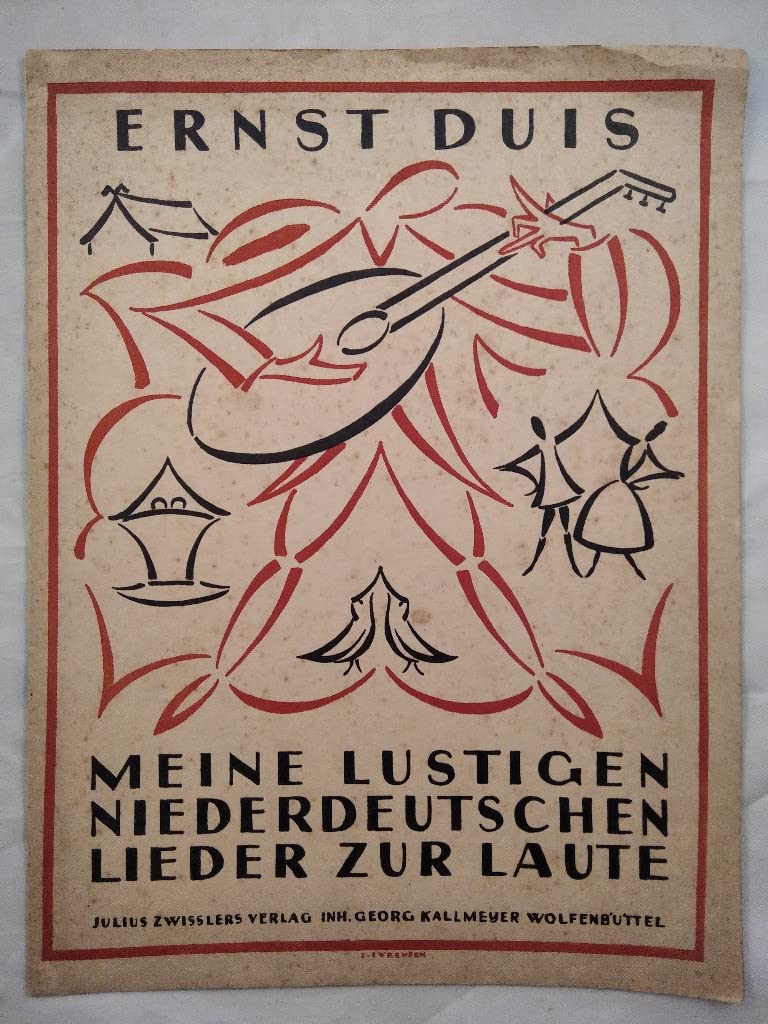 ERNST DUIS
MEINE LUSTIGEN
NIEDERDEUTSCHEN
LIEDER ZUR LAUTE
JULIUS ZWISSLERS VERLAG INH. GEORG KALLMEYER WOLFENBÜTTEL